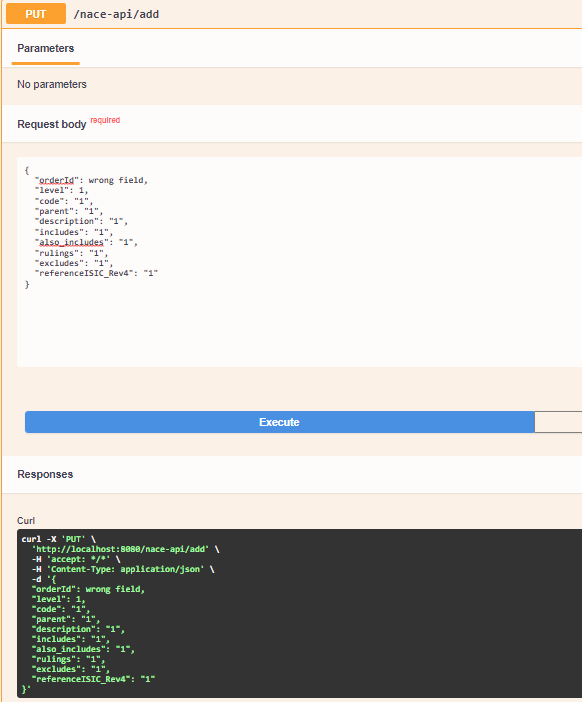 PUT /nace-api/add
Parameters
No parameters
Request body required
{
"orderId": wrong field,
"level": 1,
"code": "1",
"parent": "1",
"description": "1",
"includes": "1",
"also_includes": "1",
"rulings": "1",
"excludes": "1",
"referenceISIC_Rev4": "1"
}
Execute
Responses
Curl
curl -X 'PUT' \
'http://localhost:8080/nace-api/add' \
-H 'accept: */*' \
-H 'Content-Type: application/json' \
-d '{
"orderId": wrong field,
"level": 1,
"code": "1",
"parent": "1",
"description": "1",
"includes": "1",
"also_includes": "1",
"rulings": "1",
"excludes": "1",
"referenceISIC_Rev4": "1"
}'